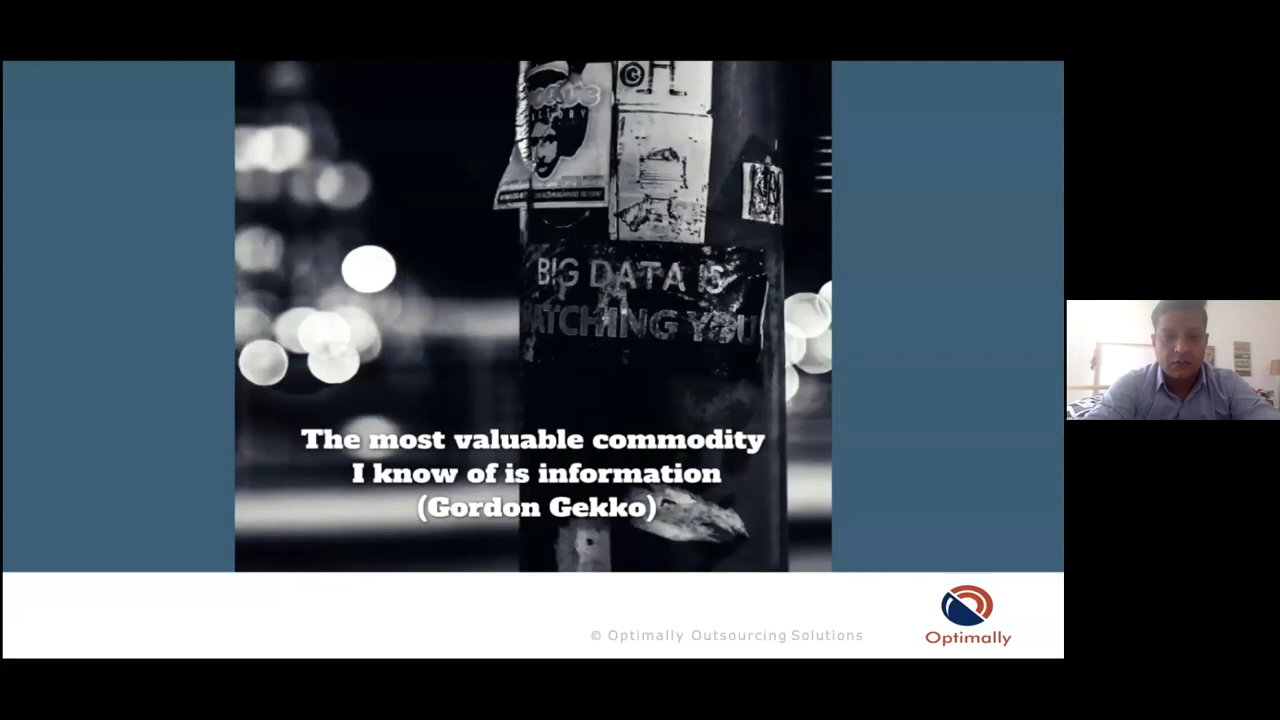 BIG DATA IS
WATCHING YOU
The most valuable commodity
I know of is information
(Gordon Gekko)
© Optimally Outsourcing Solutions
Optimally